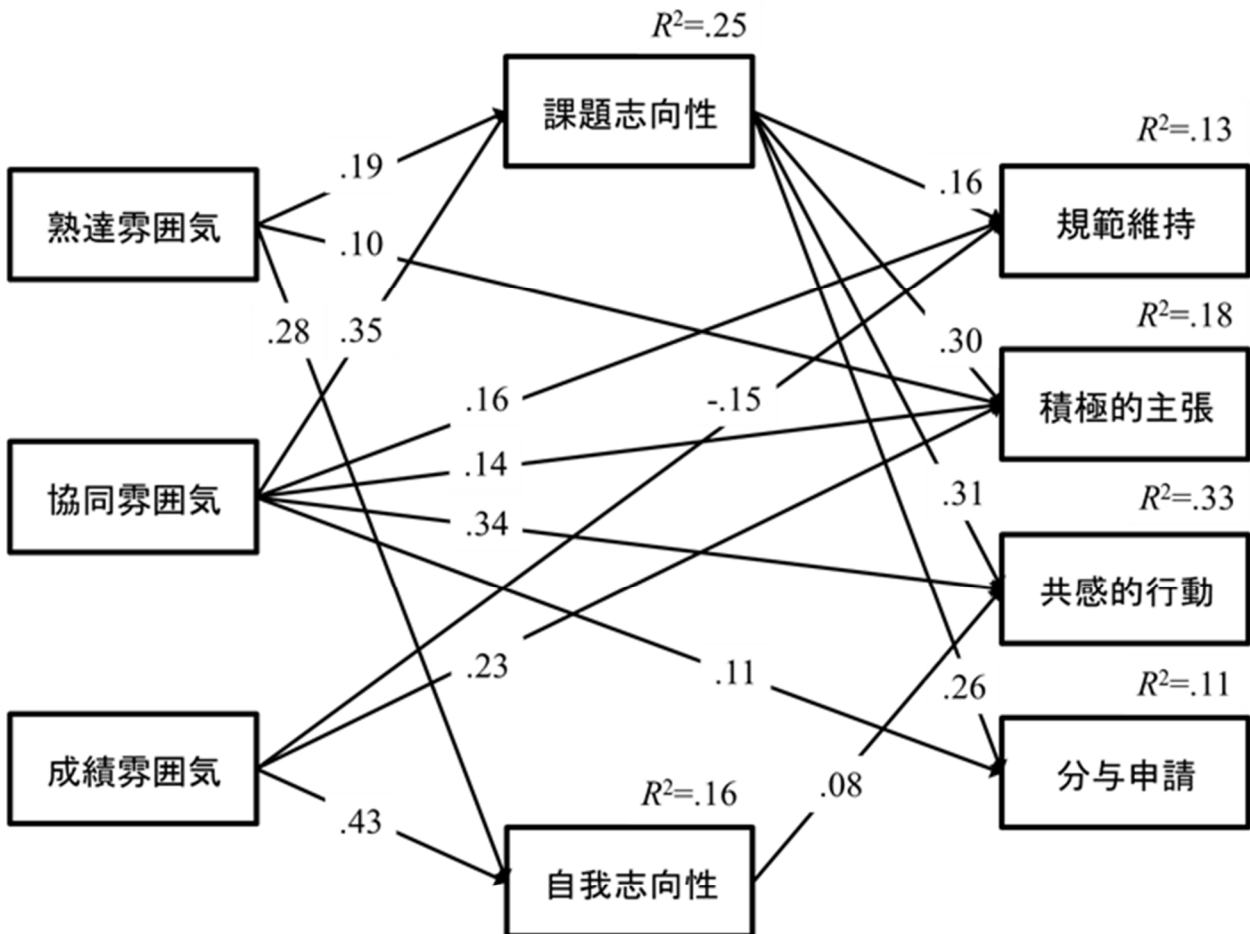 R²=.25
課題志向性
R²=.13
.19
.16
熟達雰囲気
規範維持
.10
R²=.18
.28
.35
.30
.16
-.15
積極的主張
.14
協同雰囲気
.31
R²=.33
.34
共感的行動
.23
.11
.26
R²=.11
成績雰囲気
分与申請
R²=.16
.08
.43
自我志向性